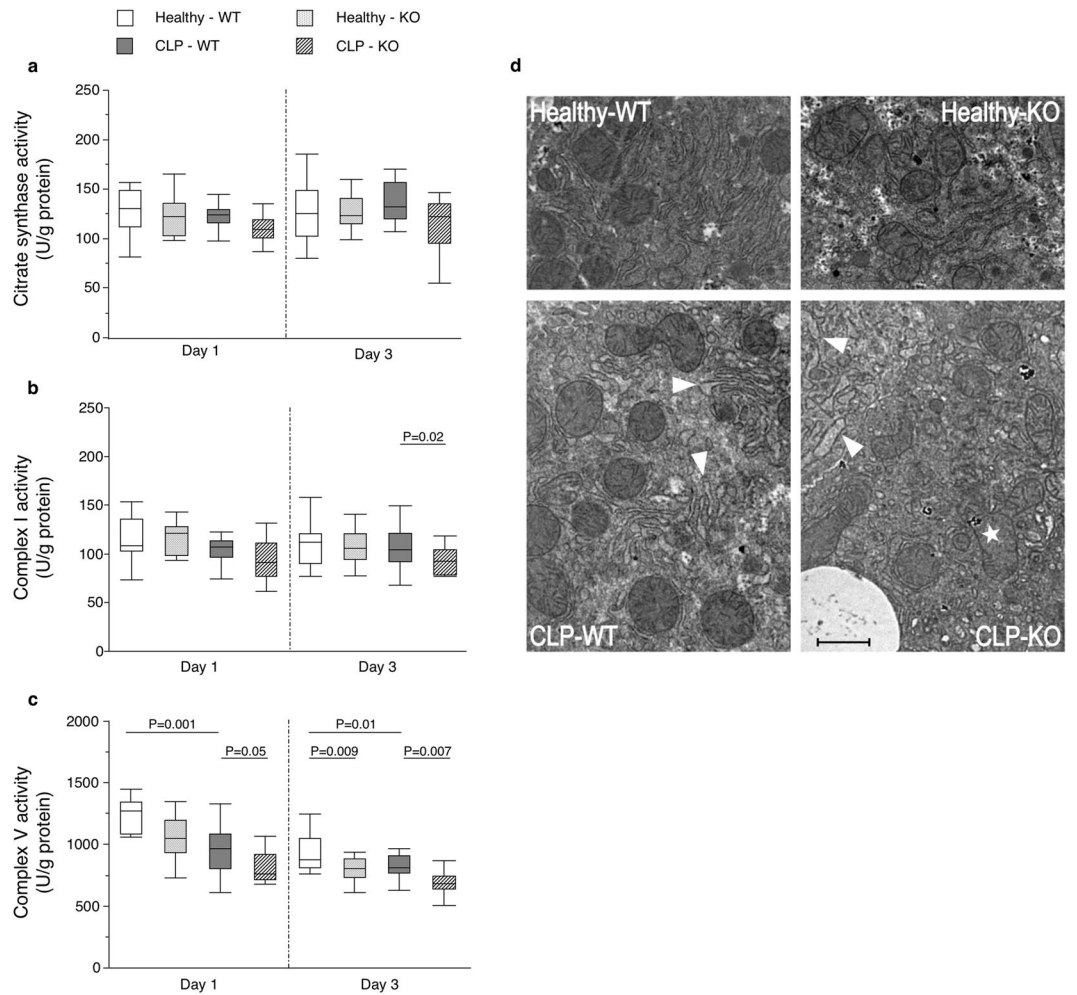 Healthy - WT
Healthy - KO
CLP - WT
CLP - KO
a
Citrate synthase activity
(U/g protein)
250
200
150
100
50
0
Day 1
Day 3
b
Complex I activity
(U/g protein)
250
200
150
100
50
0
P=0.02
Day 1
Day 3
c
Complex V activity
(U/g protein)
2000
1500
1000
500
0
P=0.001
P=0.05
P=0.01
P=0.009
P=0.007
Day 1
Day 3
d
Healthy-WT
Healthy-KO
CLP-WT
CLP-KO